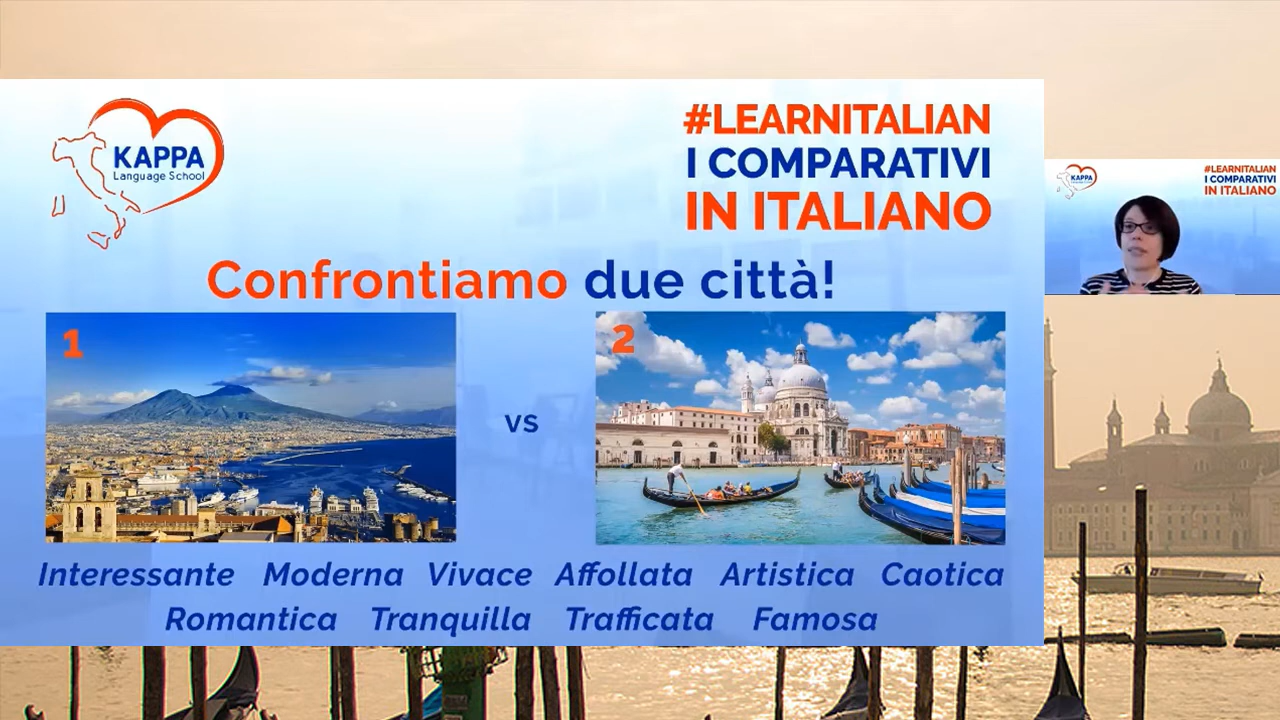 KAPPA
Language School
#LEARNITALIAN
I COMPARATIVI
IN ITALIANO
Confrontiamo due città!
1
vs
2
Interessante Moderna Vivace Affollata Artistica Caotica
Romantica Tranquilla Trafficata Famosa
KAPPA
#LEARNITALIAN
I COMPARATIVI
IN ITALIANO